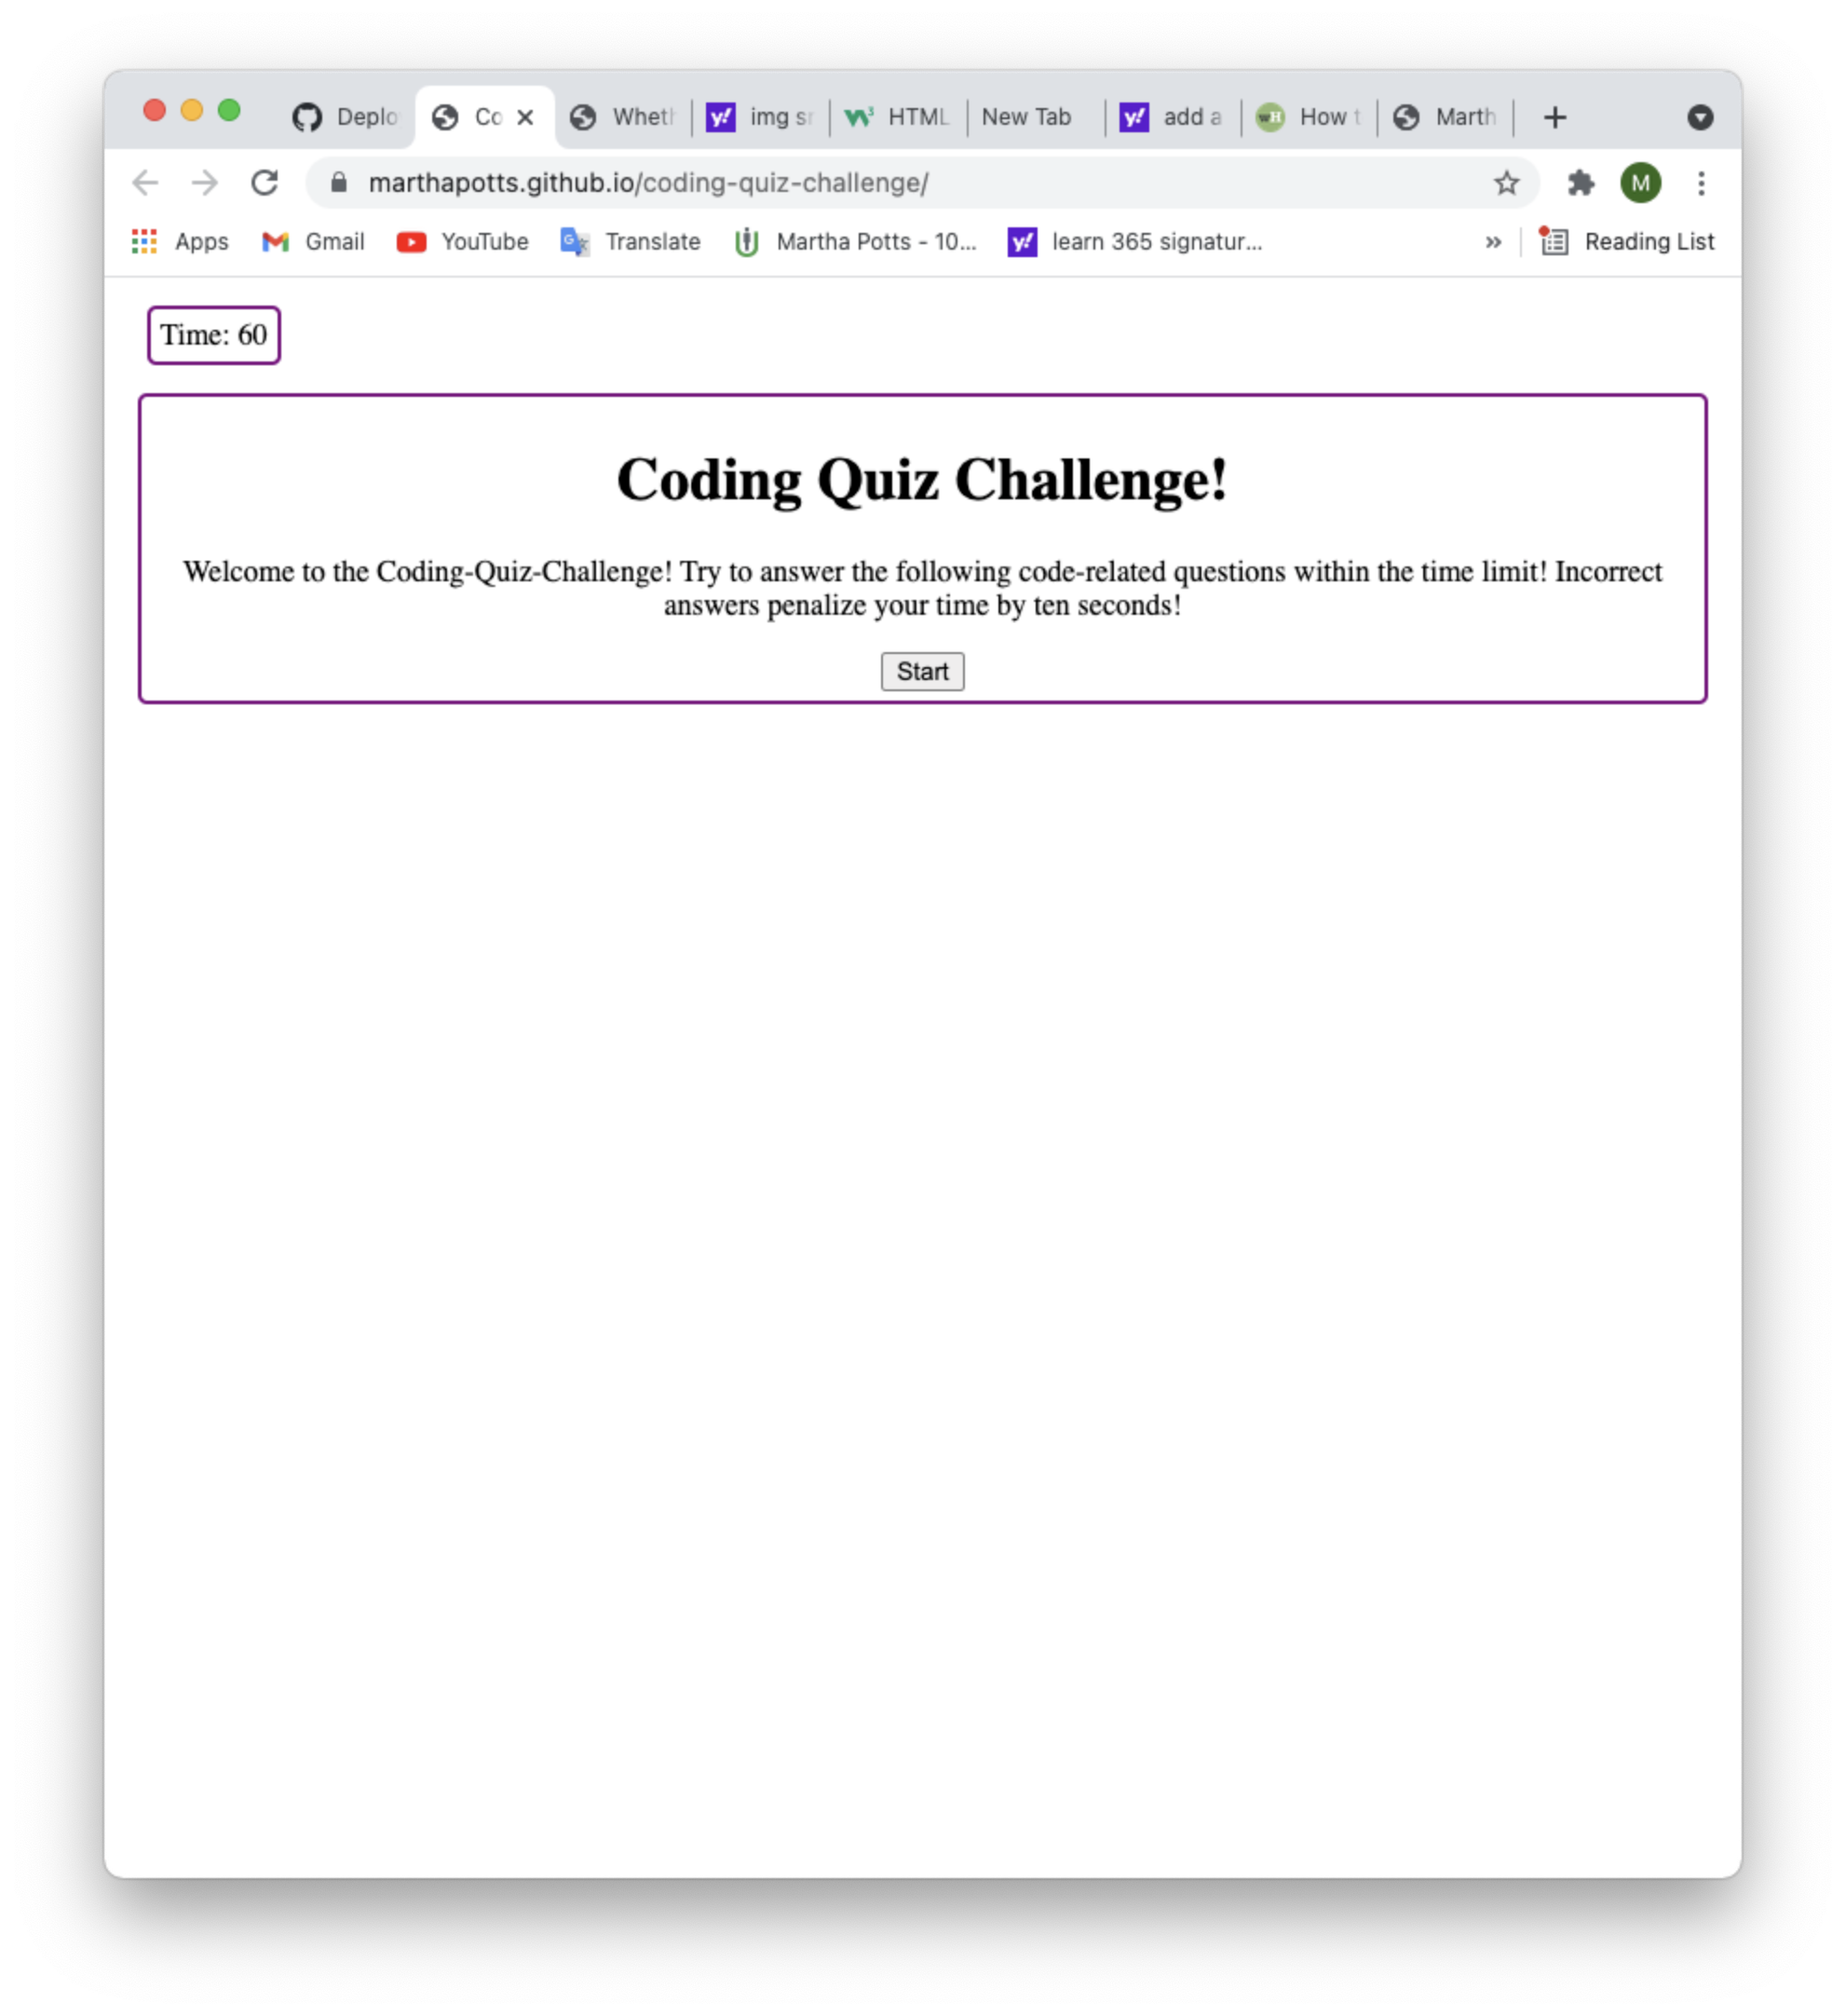 Deplo Co Wheth img sr HTML New Tab add a How t Marth
marthapotts.github.io/coding-quiz-challenge/ M
Apps Gmail YouTube Translate Martha Potts - 10... learn 365 signatur... » Reading List
Time: 60
Coding Quiz Challenge!
Welcome to the Coding-Quiz-Challenge! Try to answer the following code-related questions within the time limit! Incorrect
answers penalize your time by ten seconds!
Start